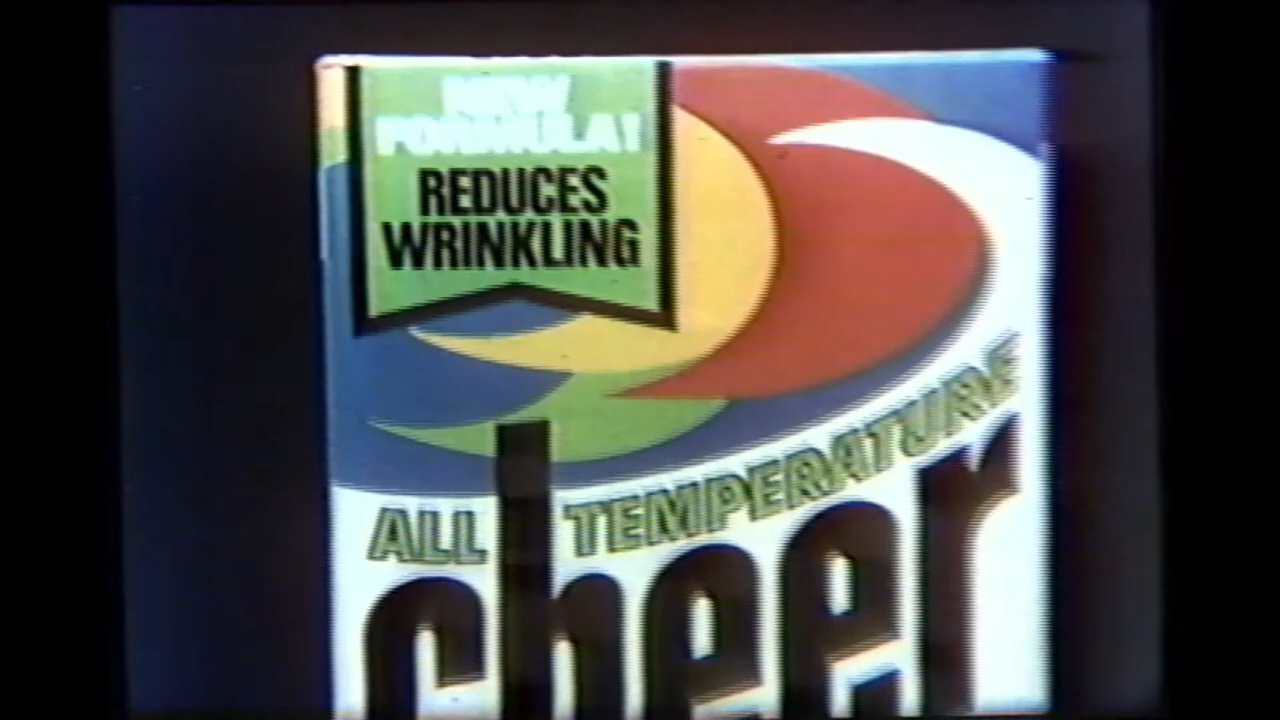 NEW
FORMULA!
REDUCES
WRINKLING
ALL TEMPERATURE
cheer